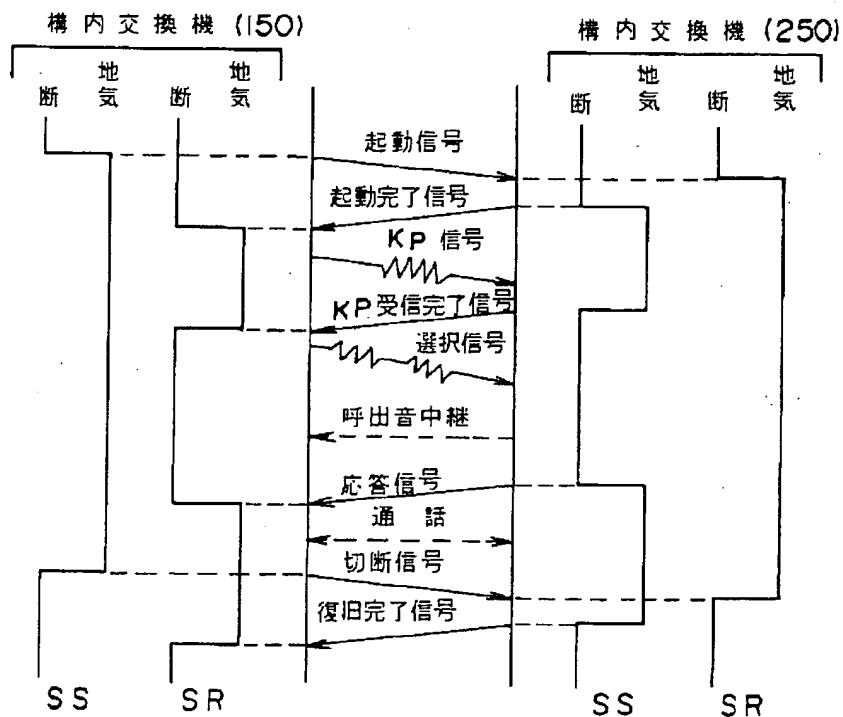 構内交換機(150)
構内交換機(250)
断 地気 断 地気
断 地気 断 地気
起動信号
起動完了信号
KP 信号
KP受信完了信号
選択信号
呼出音中継
応答信号
通話
切断信号
復旧完了信号
SS SR
SS SR